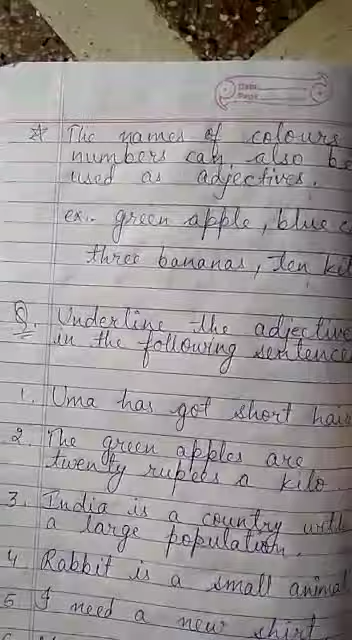 Date
Page
* The names of colours
numbers can also be
used as adjectives.
ex. green apple, blue
three bananas, ten
Q. Underline the adjective
in the following sentence
1. Uma has got short hair
2. The green apples are
twenty rupees a kilo.
3. India is a country with
a large population.
4 Rabbit is a small animal
5 I need a new shirt